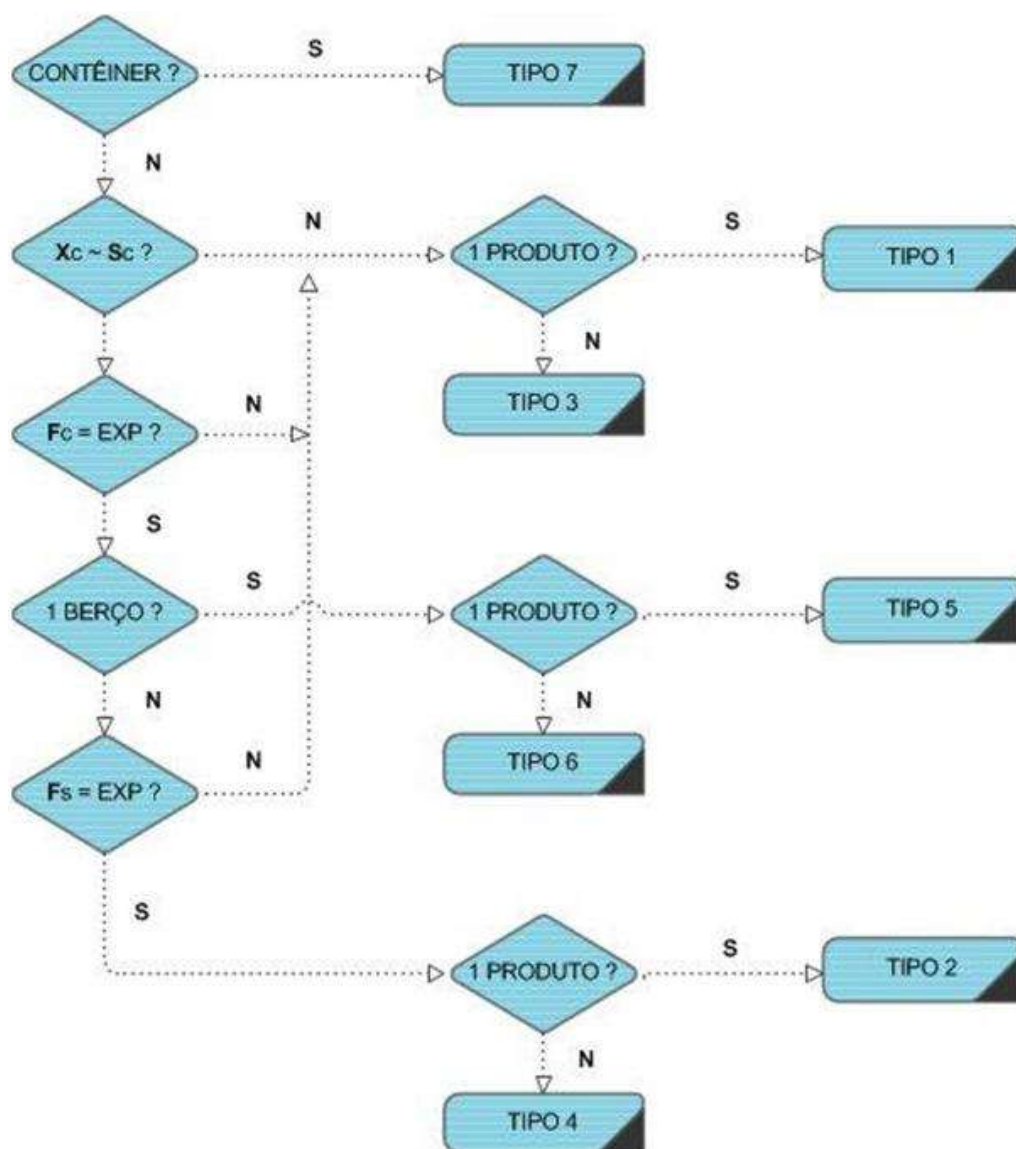 CONTÊINER ?
S
TIPO 7
N
Xc ~ Sc ?
N
1 PRODUTO ?
S
TIPO 1
N
TIPO 3
Fc = EXP ?
N
S
1 BERÇO ?
S
1 PRODUTO ?
S
TIPO 5
N
TIPO 6
N
Fs = EXP ?
N
S
1 PRODUTO ?
S
TIPO 2
N
TIPO 4